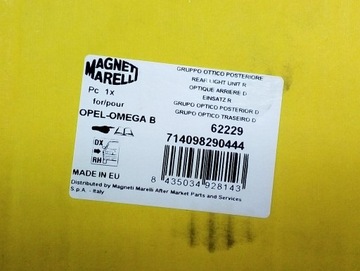 MAGNETI
MARELLI
Pc 1x
for/pour
OPEL-OMEGA B
GRUPPO OTTICO POSTERIORE
REAR LIGHT UNIT R
OPTIQUE ARRIERE D
EINSATZ R
GRUPO OPTICO POSTERIOR D
GRUPO OPTICO TRASEIRO D
62229
714098290444
DX
RH
8 435034 928143
MADE IN EU
Distributed by Magneti Marelli After Market Parts and Services
S.p.A. - Italy